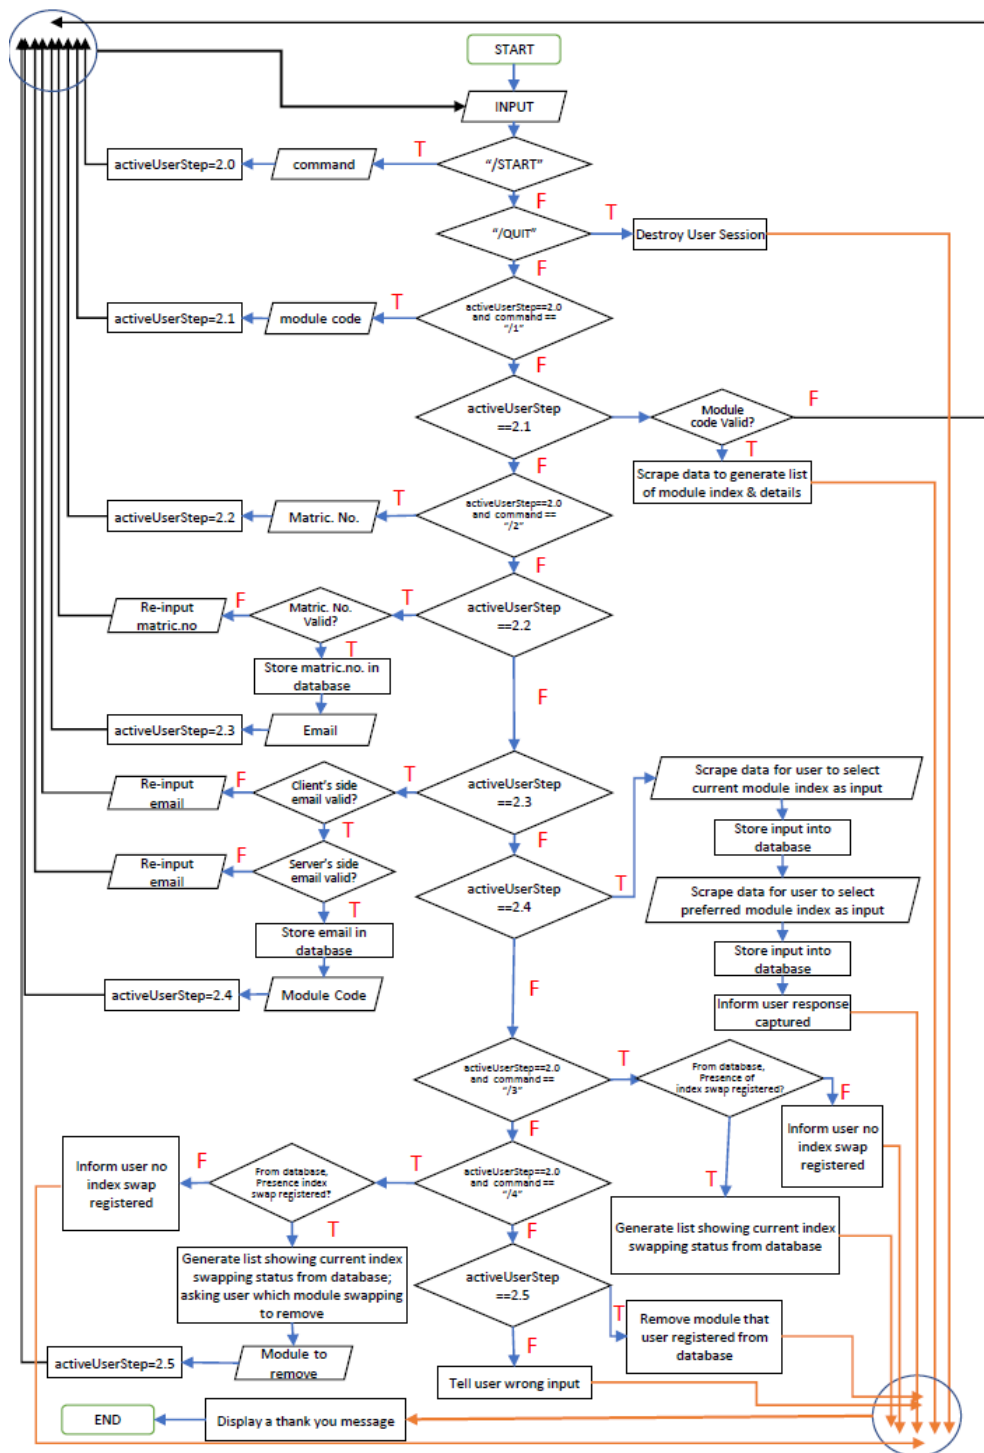 START
INPUT
"/START"
T
command
activeUserStep=2.0
F
"/QUIT"
T
Destroy User Session
F
activeUserStep==2.0
and command ==
"/1"
T
module code
activeUserStep=2.1
F
activeUserStep
==2.1
Module
code Valid?
F
T
Scrape data to generate list
of module index & details
F
activeUserStep==2.0
and command ==
"/2"
T
Matric. No.
activeUserStep=2.2
F
activeUserStep
==2.2
T
Matric. No.
Valid?
F
Re-input
matric.no
T
Store matric.no. in
database
Email
activeUserStep=2.3
F
activeUserStep
==2.3
T
Client's side
email valid?
F
Re-input
email
T
Server's side
email valid?
F
Re-input
email
T
Store email in
database
Module Code
activeUserStep=2.4
F
activeUserStep
==2.4
T
Scrape data for user to select
current module index as input
Store input into
database
Scrape data for user to select
preferred module index as input
Store input into
database
Inform user response
captured
F
activeUserStep==2.0
and command ==
"/3"
T
From database,
Presence of
index swap registered?
F
Inform user no
index swap
registered
T
Generate list showing current index
swapping status from database
F
activeUserStep==2.0
and command ==
"/4"
T
From database,
Presence index
swap registered?
F
Inform user no
index swap
registered
T
Generate list showing current index
swapping status from database;
asking user which module swapping
to remove
Module to
remove
activeUserStep=2.5
F
activeUserStep
==2.5
T
Remove module that
user registered from
database
F
Tell user wrong input
Display a thank you message
END